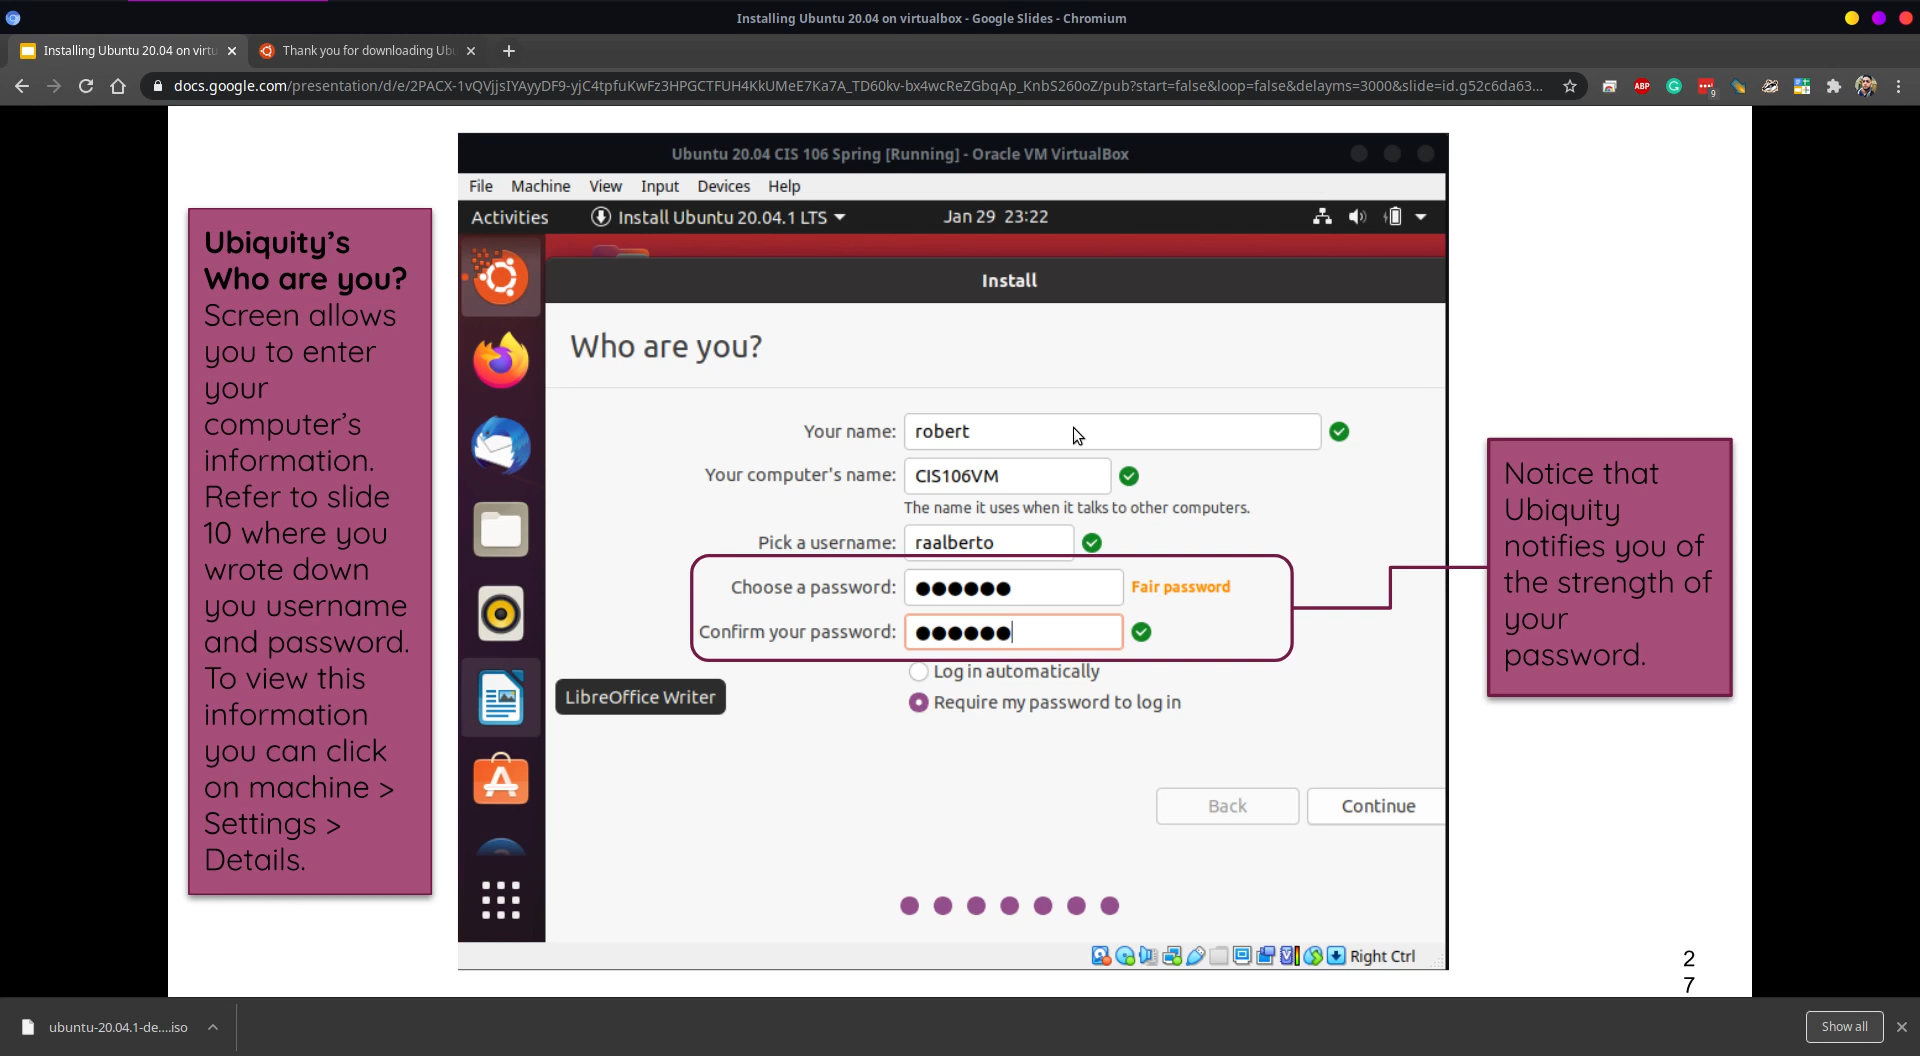 Installing Ubuntu 20.04 on virtualbox - Google Slides - Chromium
Installing Ubuntu 20.04 on virtu
Thank you for downloading Ubu
docs.google.com/presentation/d/e/2PACX-1vQVjjsIYAyyDF9-yjC4tpfuKwFz3HPGCTFUH4KkUMeE7Ka7A_TD60kv-bx4wcReZGbqAp_KnbS260oZ/pub?start=false&loop=false&delayms=3000&slide=id.g52c6da63...
ABP
9
Ubuntu 20.04 CIS 106 Spring [Running] - Oracle VM VirtualBox
File Machine View Input Devices Help
Activities
Install Ubuntu 20.04.1 LTS
Jan 29 23:22
Install
Who are you?
Your name:
robert
Your computer's name:
CIS106VM
The name it uses when it talks to other computers.
Pick a username:
raalberto
Choose a password:
●●●●●●
Fair password
Confirm your password:
●●●●●●
Log in automatically
Require my password to log in
LibreOffice Writer
Back
Continue
Right Ctrl
Ubiquity's
Who are you?
Screen allows
you to enter
your
computer's
information.
Refer to slide
10 where you
wrote down
you username
and password.
To view this
information
you can click
on machine >
Settings >
Details.
Notice that
Ubiquity
notifies you of
the strength of
your
password.
2
7
ubuntu-20.04.1-de....iso
Show all